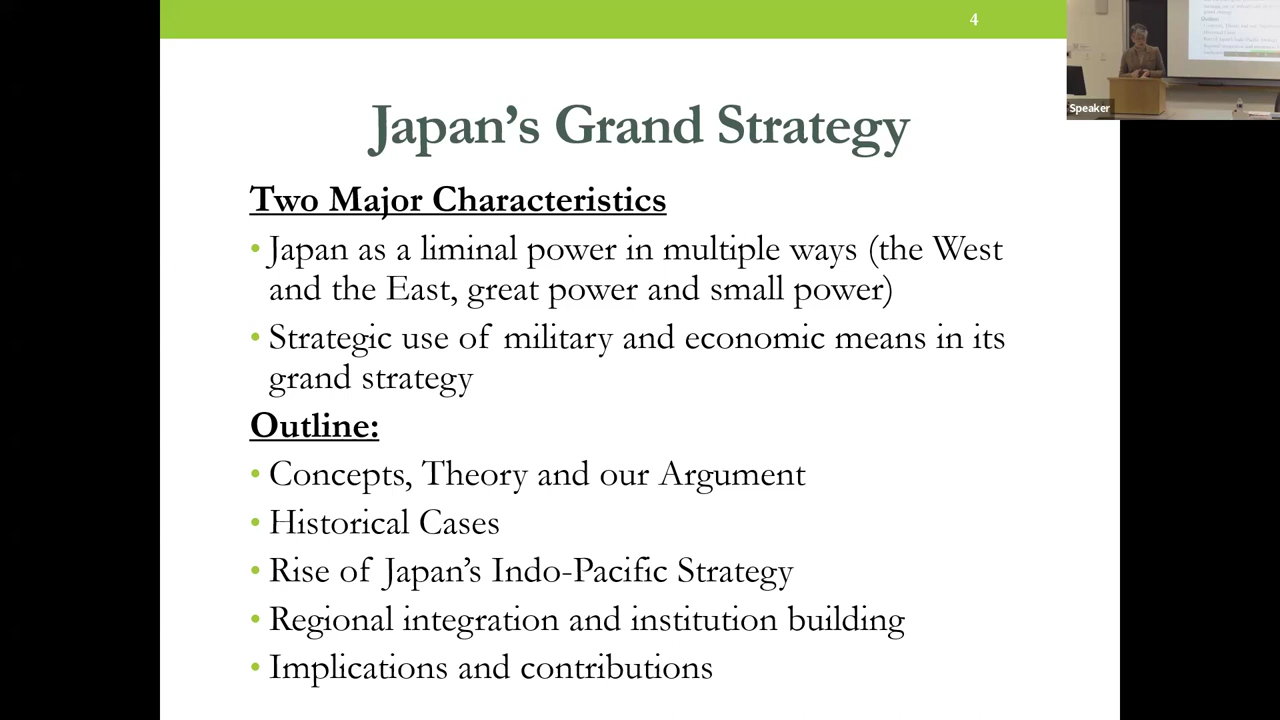 4
Speaker
Japan's Grand Strategy
Two Major Characteristics
• Japan as a liminal power in multiple ways (the West
and the East, great power and small power)
• Strategic use of military and economic means in its
grand strategy
Outline:
• Concepts, Theory and our Argument
• Historical Cases
• Rise of Japan's Indo-Pacific Strategy
• Regional integration and institution building
• Implications and contributions